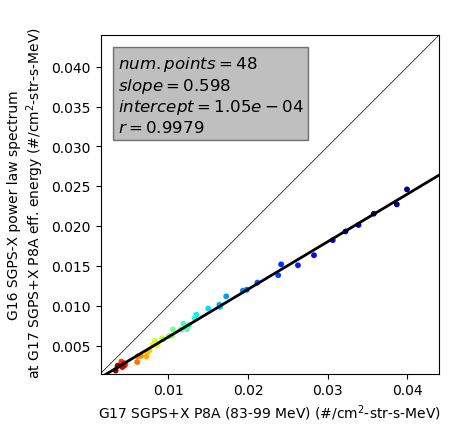 num. points = 48
slope = 0.598
intercept = 1.05e − 04
r = 0.9979
G16 SGPS-X power law spectrum
at G17 SGPS+X P8A eff. energy (#/cm²-str-s-MeV)
0.040
0.035
0.030
0.025
0.020
0.015
0.010
0.005
0.01 0.02 0.03 0.04
G17 SGPS+X P8A (83-99 MeV) (#/cm²-str-s-MeV)